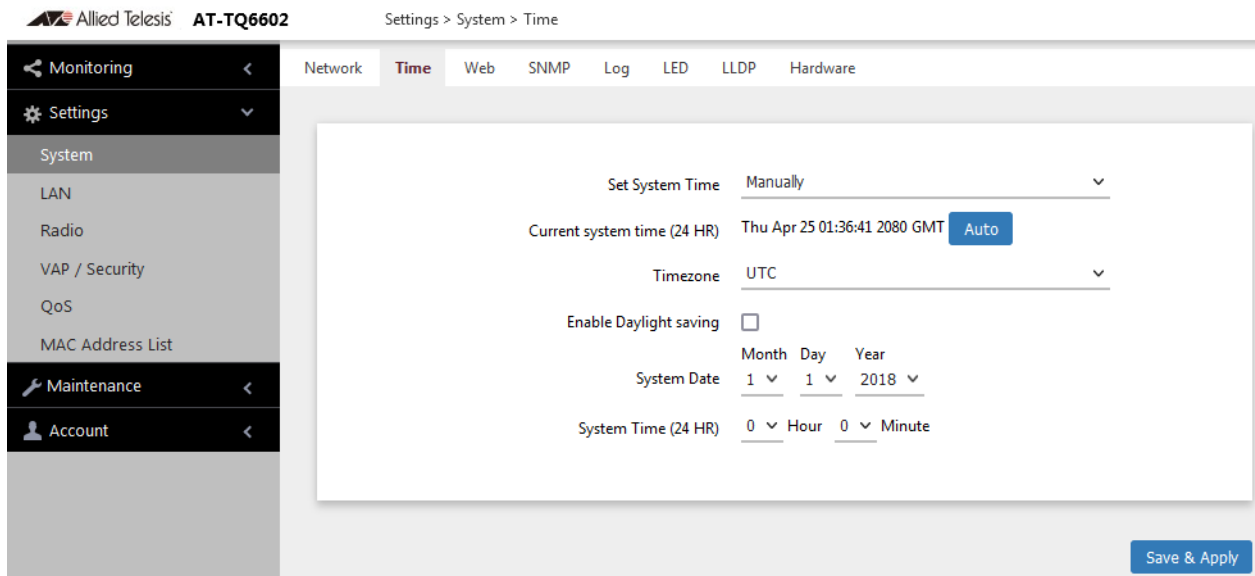 Allied Telesis AT-TQ6602 Settings > System > Time
Monitoring
Settings
System
LAN
Radio
VAP / Security
QoS
MAC Address List
Maintenance
Account
Network Time Web SNMP Log LED LLDP Hardware
Set System Time Manually
Current system time (24 HR) Thu Apr 25 01:36:41 2080 GMT Auto
Timezone UTC
Enable Daylight saving
Month Day Year
System Date 1 1 2018
System Time (24 HR) 0 Hour 0 Minute
Save & Apply